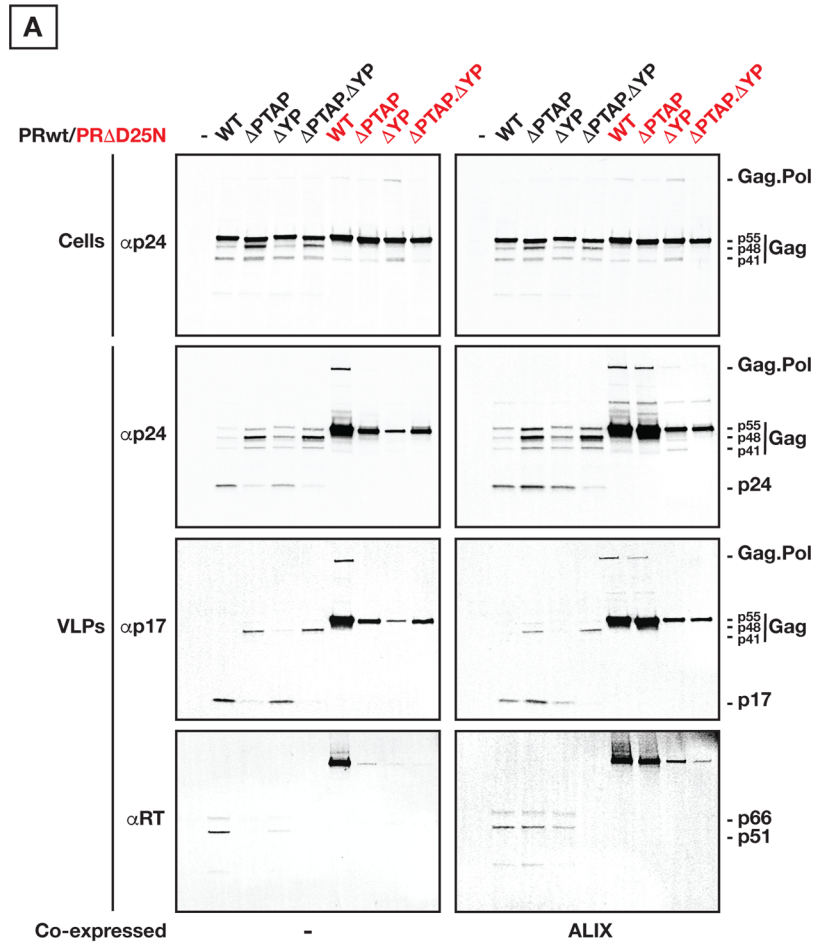 A
PRwt/PRΔD25N - WT ΔPTAP ΔYP ΔPTAP.ΔYP WT ΔPTAP ΔYP ΔPTAP.ΔYP - WT ΔPTAP ΔYP ΔPTAP.ΔYP WT ΔPTAP ΔYP ΔPTAP.ΔYP
- Gag.Pol
Cells αp24
- p55
- p48 Gag
- p41
- Gag.Pol
αp24
- p55
- p48 Gag
- p41
- p24
- Gag.Pol
VLPs αp17
- p55
- p48 Gag
- p41
- p17
αRT
- p66
- p51
Co-expressed - ALIX